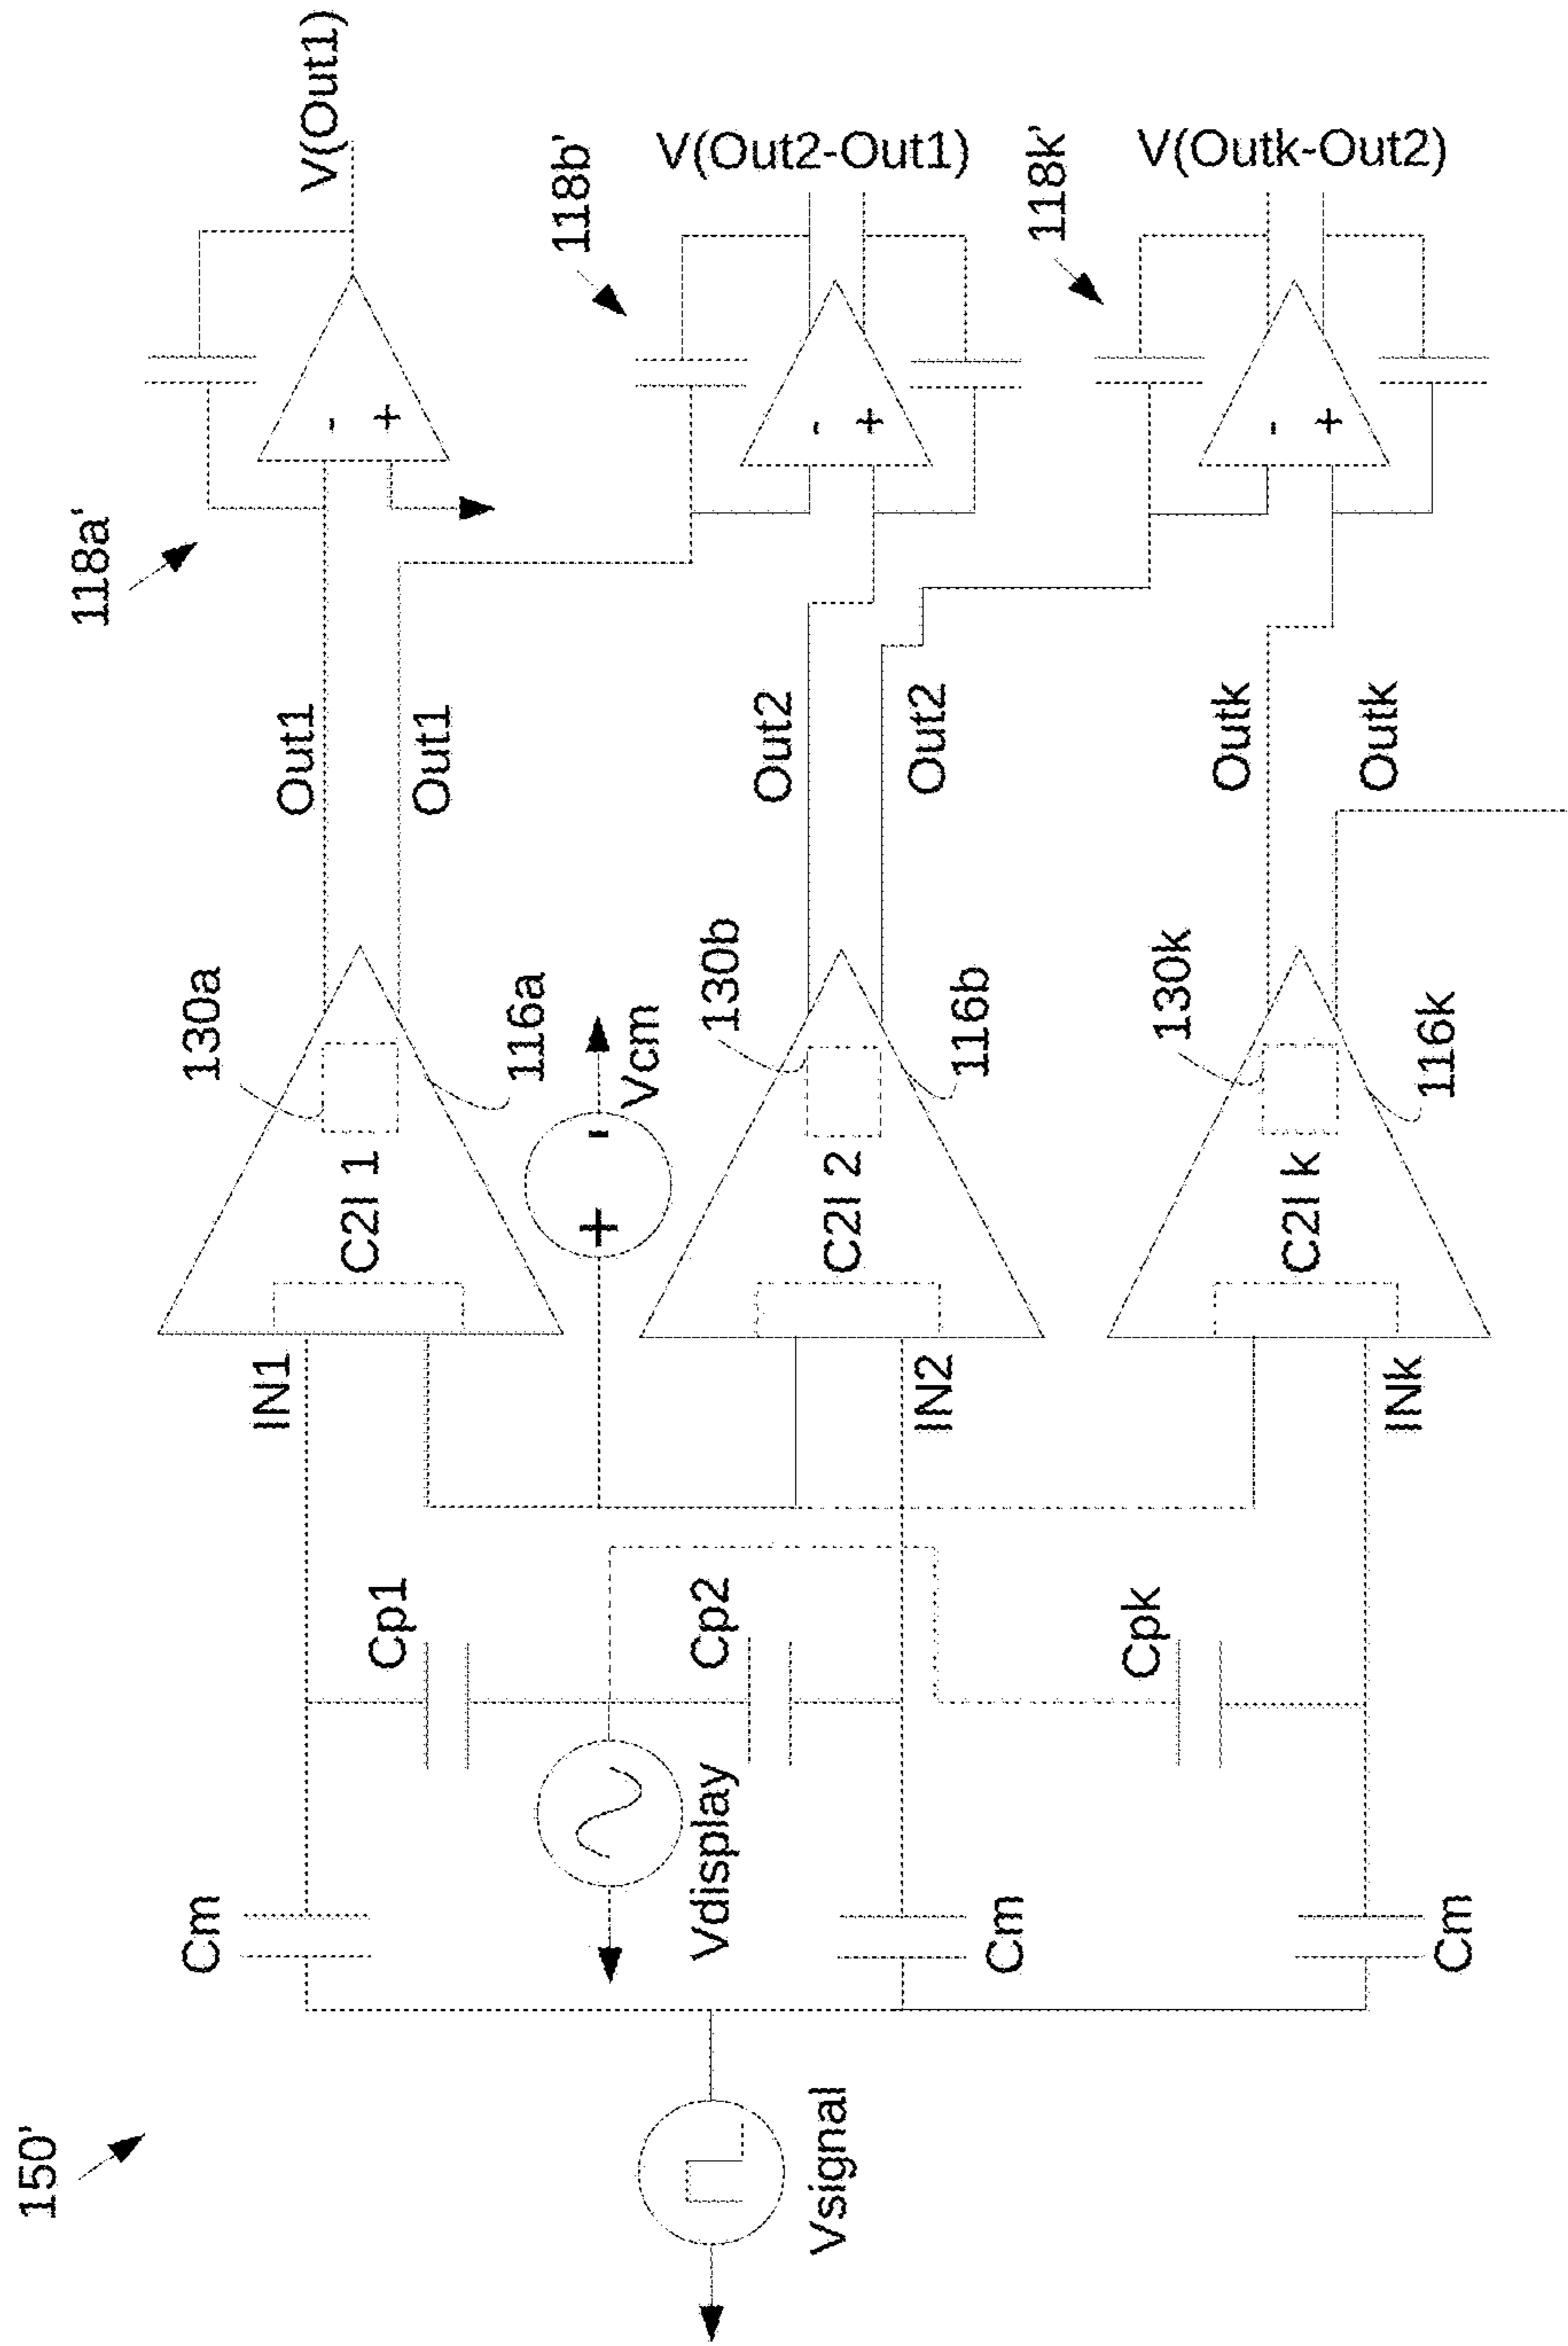 150'
118a'
V(Out1)
118b'
V(Out2-Out1)
118k'
V(Outk-Out2)
-
+
-
+
-
+
Out1
Out1
Out2
Out2
Outk
Outk
130a
116a
130b
116b
130k
116k
C2I 1
C2I 2
C2I k
+
-
Vcm
IN1
IN2
INk
Cp1
Cp2
Cpk
Cm
Vdisplay
Cm
Cm
Vsignal